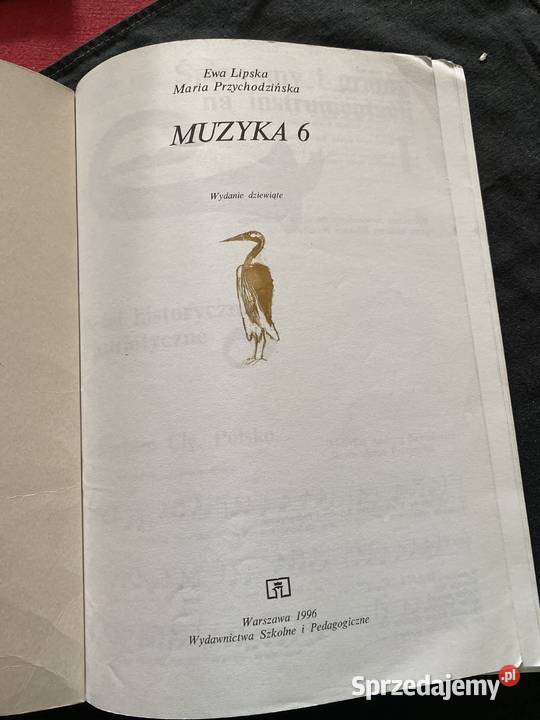 Ewa Lipska
Maria Przychodzińska
MUZYKA 6
Wydanie dziewiąte
Warszawa 1996
Wydawnictwa Szkolne i Pedagogiczne
Sprzedajemy.pl